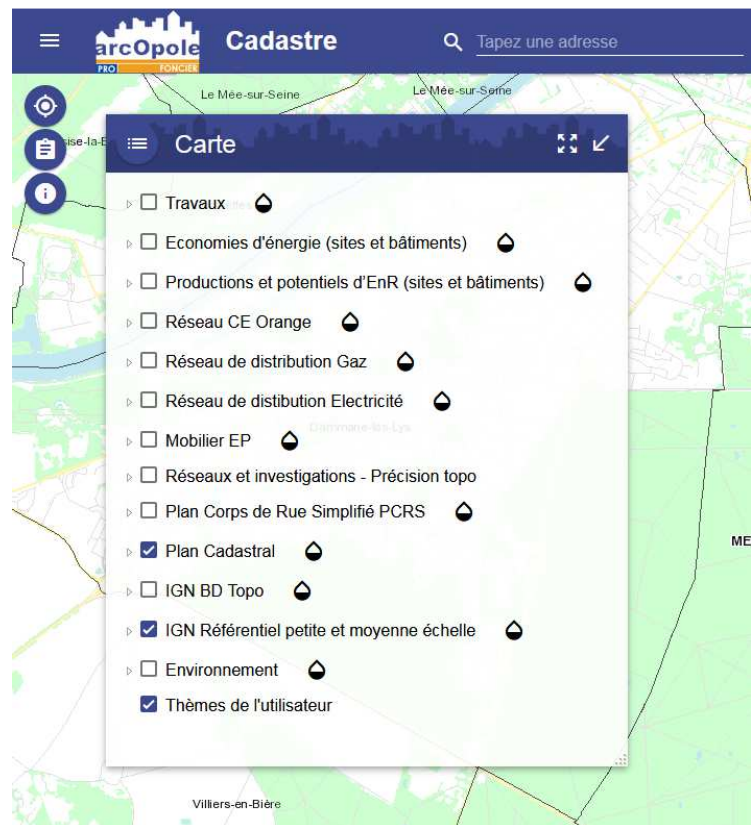 arcOpole
PRO FONCIER
Cadastre
Tapez une adresse
Le Mée-sur-Seine
Le Mée-sur-Seine
Carte
Travaux
Economies d'énergie (sites et bâtiments)
Productions et potentiels d'EnR (sites et bâtiments)
Réseau CE Orange
Réseau de distribution Gaz
Réseau de distibution Electricité
Dammarie-lès-Lys
Mobilier EP
Réseaux et investigations - Précision topo
Plan Corps de Rue Simplifié PCRS
Plan Cadastral
ME
IGN BD Topo
IGN Référentiel petite et moyenne échelle
Environnement
Thèmes de l'utilisateur
Villiers-en-Bière